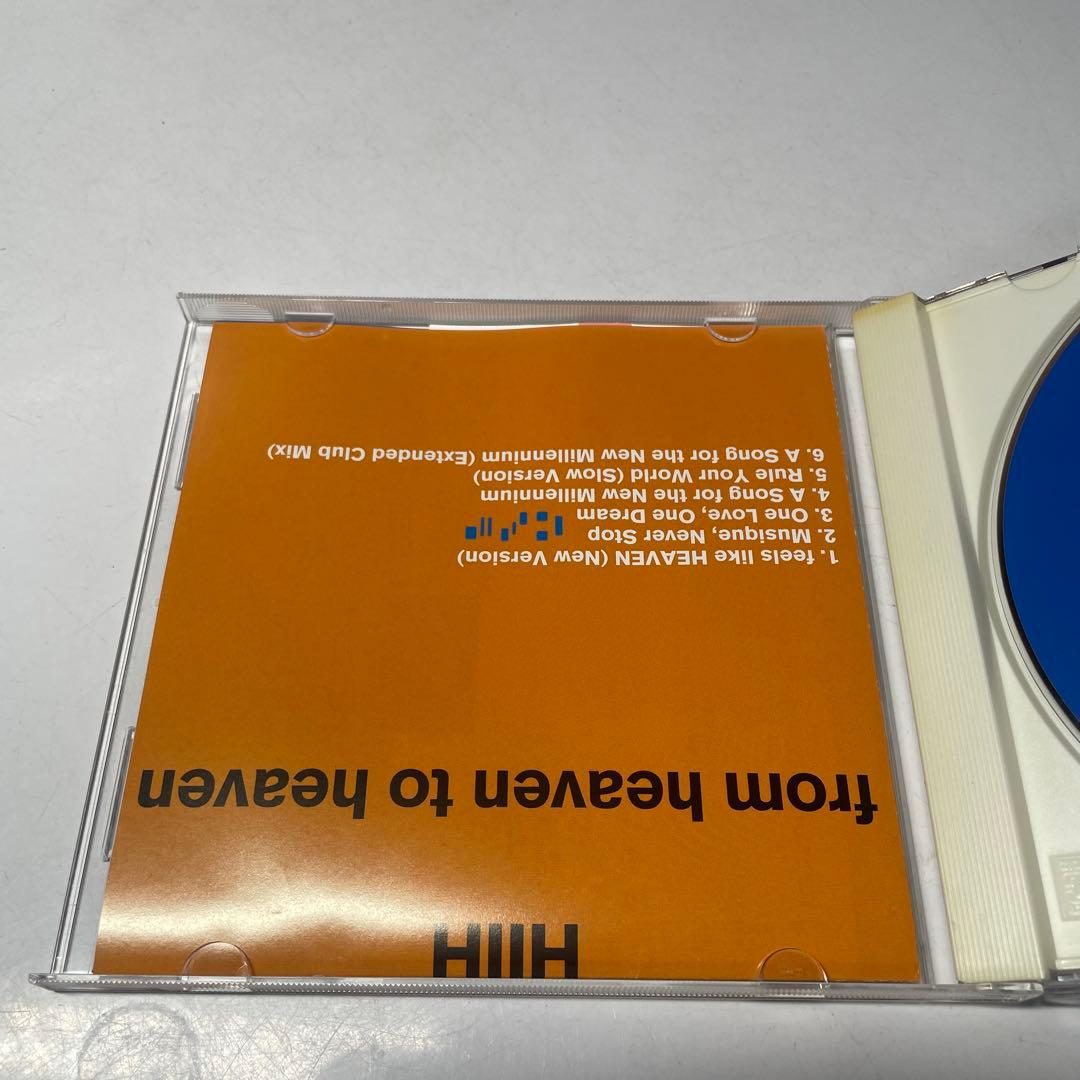 HIIH
from heaven to heaven
1. feels like HEAVEN (New Version)
2. Musique, Never Stop
3. One Love, One Dream
4. A Song for the New Millennium
5. Rule Your World (Slow Version)
6. A Song for the New Millennium (Extended Club Mix)